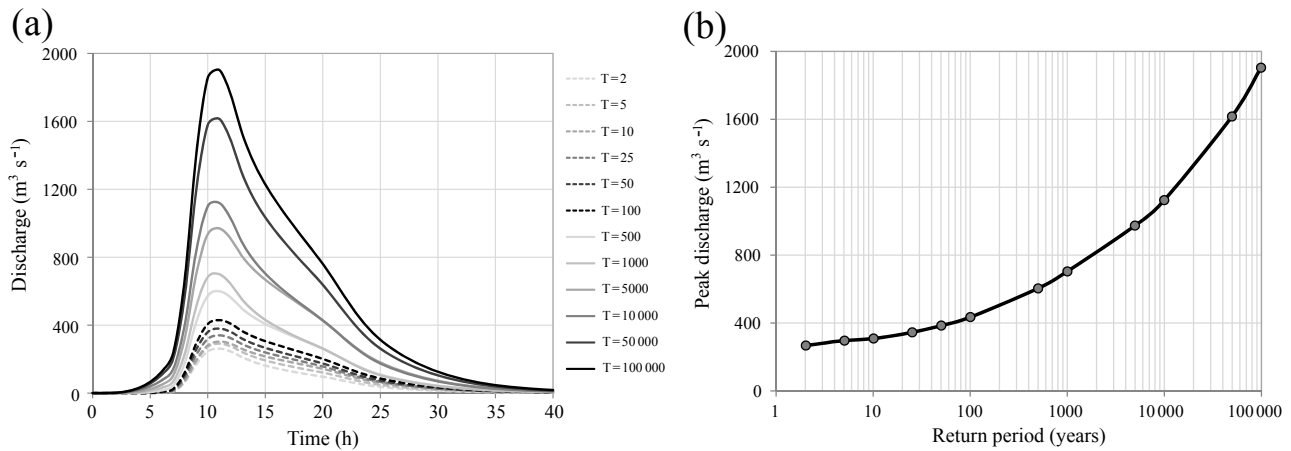 (a)
2000
1600
1200
800
400
0
Discharge (m³ s⁻¹)
0 5 10 15 20 25 30 35 40
Time (h)
T=2
T=5
T=10
T=25
T=50
T=100
T=500
T=1000
T=5000
T=10 000
T=50 000
T=100 000
(b)
2000
1600
1200
800
400
0
Peak discharge (m³ s⁻¹)
1 10 100 1000 10 000 100 000
Return period (years)